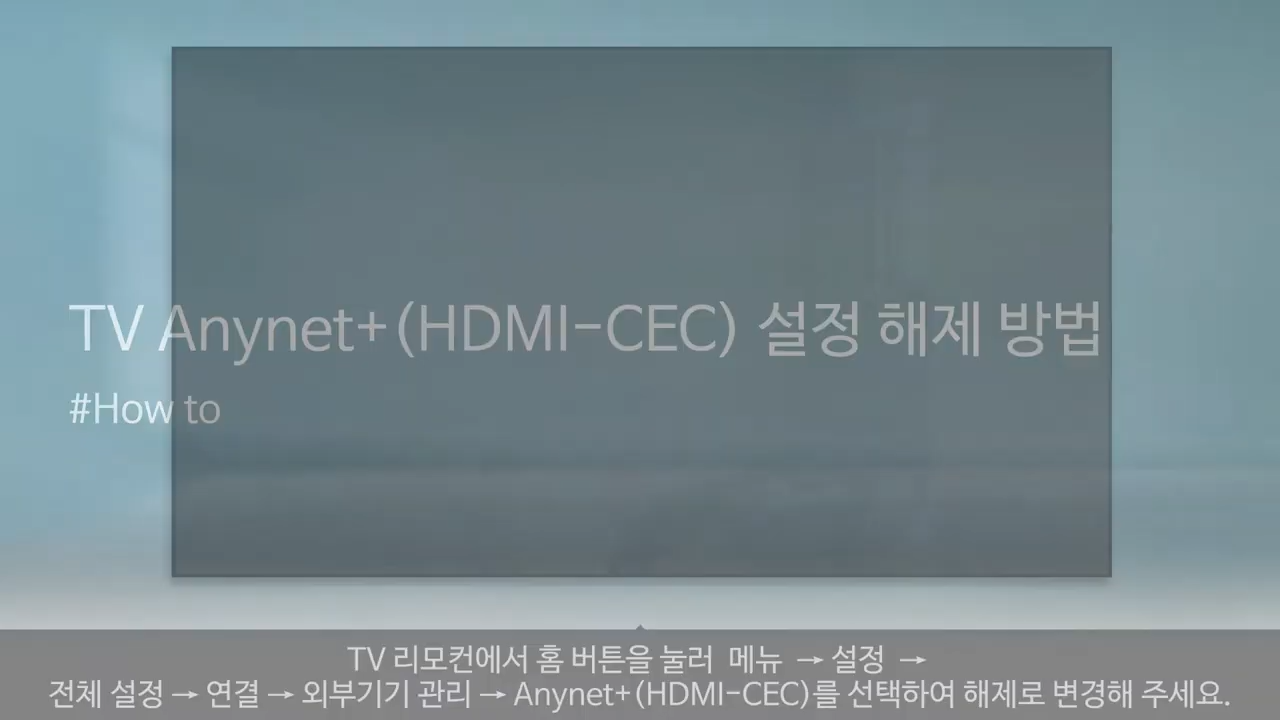 TV Anynet+(HDMI-CEC) 설정 해제 방법
#How to
TV 리모컨에서 홈 버튼을 눌러 메뉴 → 설정 →
전체 설정 → 연결 → 외부기기 관리 → Anynet+(HDMI-CEC)를 선택하여 해제로 변경해 주세요.